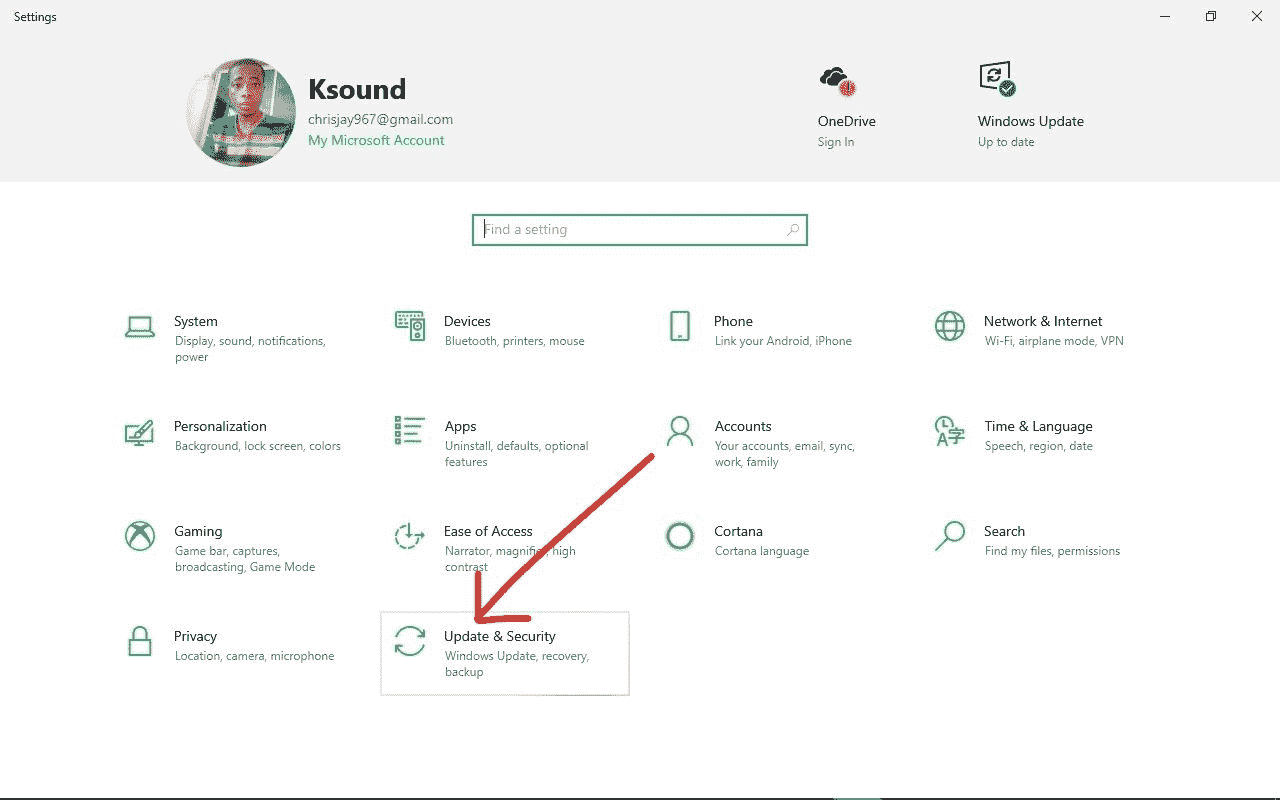 Settings
Ksound
chrisjay967@gmail.com
My Microsoft Account
OneDrive
Sign In
Windows Update
Up to date
Find a setting
System
Display, sound, notifications,
power
Devices
Bluetooth, printers, mouse
Phone
Link your Android, iPhone
Network & Internet
Wi-Fi, airplane mode, VPN
Personalization
Background, lock screen, colors
Apps
Uninstall, defaults, optional
features
Accounts
Your accounts, email, sync,
work, family
Time & Language
Speech, region, date
Gaming
Game bar, captures,
broadcasting, Game Mode
Ease of Access
Narrator, magnifier, high
contrast
Cortana
Cortana language
Search
Find my files, permissions
Privacy
Location, camera, microphone
Update & Security
Windows Update, recovery,
backup